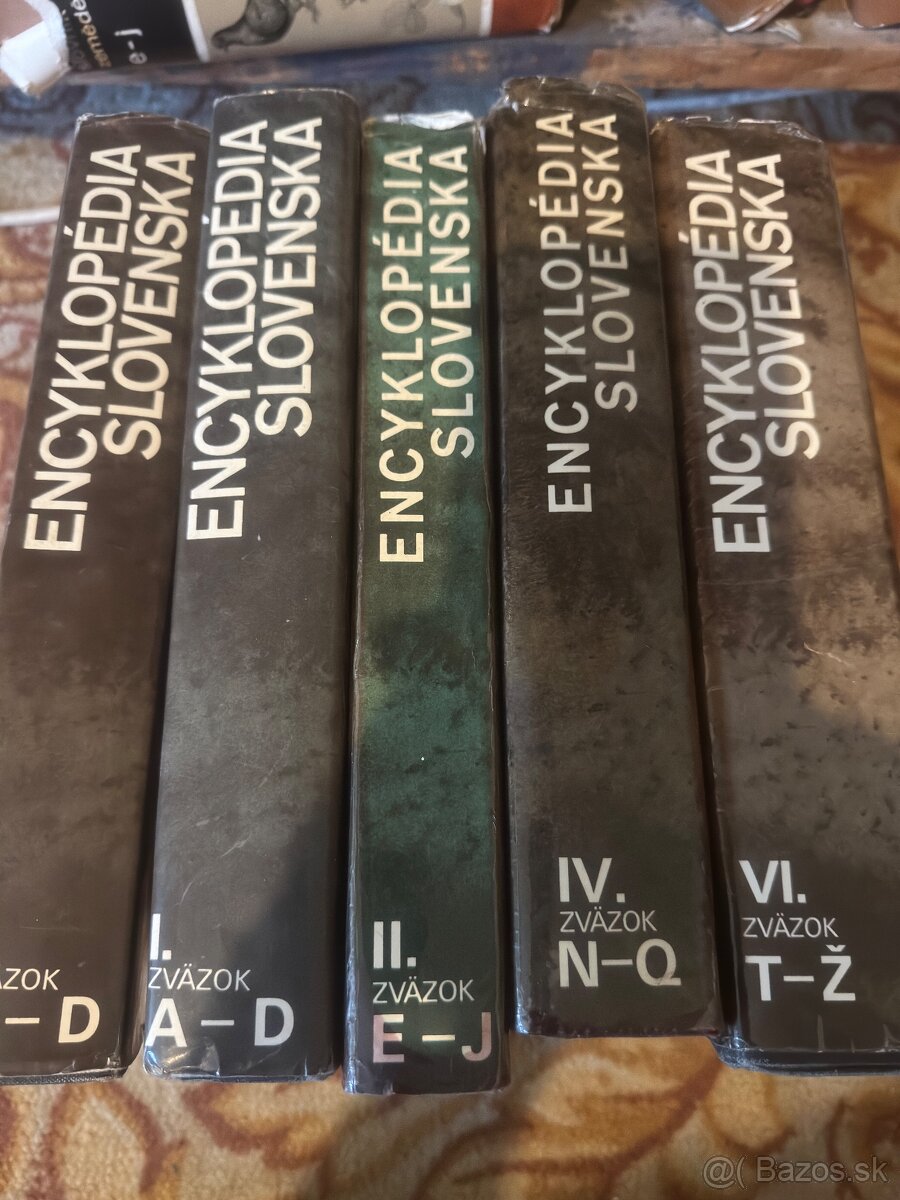 e-j
ENCYKLOPÉDIA
SLOVENSKA
– D
ENCYKLOPÉDIA
SLOVENSKA
I.
ZVÄZOK
A – D
ENCYKLOPÉDIA
SLOVENSKA
II.
ZVÄZOK
E – J
ENCYKLOPÉDIA
SLOVENSKA
IV.
ZVÄZOK
N–Q
ENCYKLOPÉDIA
SLOVENSKA
VI.
ZVÄZOK
T–Ž
@( Bazos.sk